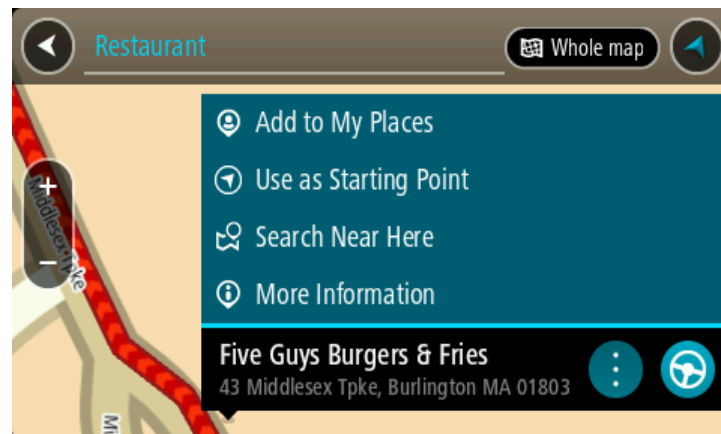 Restaurant
Whole map
Add to My Places
Use as Starting Point
Search Near Here
More Information
Five Guys Burgers & Fries
43 Middlesex Tpke, Burlington MA 01803
+
Middlesex Tpke
-
Mi